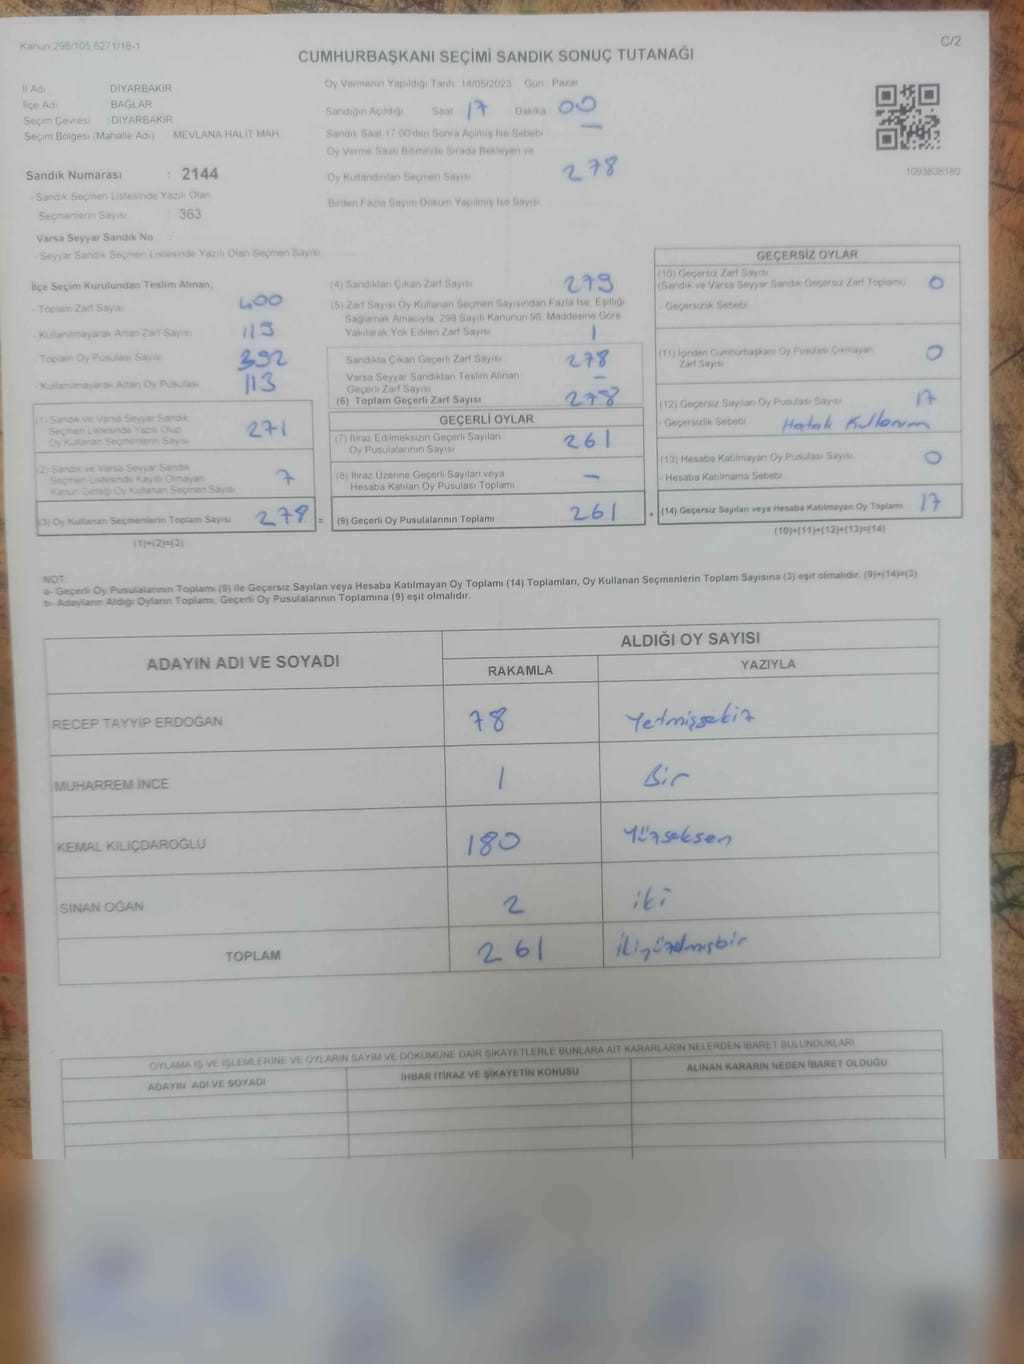 Kanun 298/105,6271/18-1
C/2
CUMHURBAŞKANI SEÇİMİ SANDIK SONUÇ TUTANAĞI
İl Adı : DİYARBAKIR
İlçe Adı : BAĞLAR
Seçim Çevresi : DİYARBAKIR
Seçim Bölgesi (Mahalle Adı) : MEVLANA HALİT MAH.
Sandık Numarası : 2144
- Sandık Seçmen Listesinde Yazılı Olan
Seçmenlerin Sayısı : 363
Varsa Seyyar Sandık No :
- Seyyar Sandık Seçmen Listesinde Yazılı Olan Seçmen Sayısı
Oy Vermenin Yapıldığı Tarih : 14/05/2023 Gün : Pazar
Sandığın Açıldığı Saat 17 Dakika 00
Sandık Saat 17:00'den Sonra Açılmış İse Sebebi —
Oy Verme Saati Bitiminde Sırada Bekleyen ve
Oy Kullandırılan Seçmen Sayısı 278
Birden Fazla Sayım Döküm Yapılmış İse Sayısı
1093838180
İlçe Seçim Kurulundan Teslim Alınan;
- Toplam Zarf Sayısı 400
- Kullanılmayarak Artan Zarf Sayısı 113
- Toplam Oy Pusulası Sayısı 392
- Kullanılmayarak Artan Oy Pusulası 113
(1) Sandık ve Varsa Seyyar Sandık
Seçmen Listesinde Yazılı Olup
Oy Kullanan Seçmenlerin Sayısı 271
(2) Sandık ve Varsa Seyyar Sandık
Seçmen Listesinde Kayıtlı Olmayan
Kanun Gereği Oy Kullanan Seçmen Sayısı 7
(3) Oy Kullanan Seçmenlerin Toplam Sayısı 278 =
(1)+(2)=(3)
(4) Sandıktan Çıkan Zarf Sayısı 279
(5) Zarf Sayısı Oy Kullanan Seçmen Sayısından Fazla İse, Eşitliği
Sağlamak Amacıyla, 298 Sayılı Kanunun 98. Maddesine Göre
Yakılarak Yok Edilen Zarf Sayısı 1
Sandıkta Çıkan Geçerli Zarf Sayısı 278
Varsa Seyyar Sandıktan Teslim Alınan
Geçerli Zarf Sayısı —
(6) Toplam Geçerli Zarf Sayısı 278
GEÇERLİ OYLAR
(7) İtiraz Edilmeksizin Geçerli Sayılan
Oy Pusulalarının Sayısı 261
(8) İtiraz Üzerine Geçerli Sayılan veya
Hesaba Katılan Oy Pusulası Toplamı —
(9) Geçerli Oy Pusulalarının Toplamı 261 +
GEÇERSİZ OYLAR
(10) Geçersiz Zarf Sayısı
(Sandık ve Varsa Seyyar Sandık Geçersiz Zarf Toplamı) 0
- Geçersizlik Sebebi
(11) İçinden Cumhurbaşkanı Oy Pusulası Çıkmayan
Zarf Sayısı 0
(12) Geçersiz Sayılan Oy Pusulası Sayısı 17
- Geçersizlik Sebebi Hatalı Kullanım
(13) Hesaba Katılmayan Oy Pusulası Sayısı 0
- Hesaba Katılmama Sebebi
(14) Geçersiz Sayılan veya Hesaba Katılmayan Oy Toplamı 17
(10)+(11)+(12)+(13)=(14)
NOT:
a- Geçerli Oy Pusulalarının Toplamı (9) ile Geçersiz Sayılan veya Hesaba Katılmayan Oy Toplamı (14) Toplamları, Oy Kullanan Seçmenlerin Toplam Sayısına (3) eşit olmalıdır. (9)+(14)=(3)
b- Adayların Aldığı Oyların Toplamı, Geçerli Oy Pusulalarının Toplamına (9) eşit olmalıdır.
ADAYIN ADI VE SOYADI
ALDIĞI OY SAYISI
RAKAMLA YAZIYLA
RECEP TAYYİP ERDOĞAN 78 Yetmişsekiz
MUHARREM İNCE 1 Bir
KEMAL KILIÇDAROĞLU 180 Yüzseksen
SİNAN OĞAN 2 iki
TOPLAM 261 İkiyüzatmışbir
OYLAMA İŞ VE İŞLEMLERİNE VE OYLARIN SAYIM VE DÖKÜMÜNE DAİR ŞİKAYETLERLE BUNLARA AİT KARARLARIN NELERDEN İBARET BULUNDUKLARI
ADAYIN ADI VE SOYADI İHBAR İTİRAZ VE ŞİKAYETİN KONUSU ALINAN KARARIN NEDEN İBARET OLDUĞU